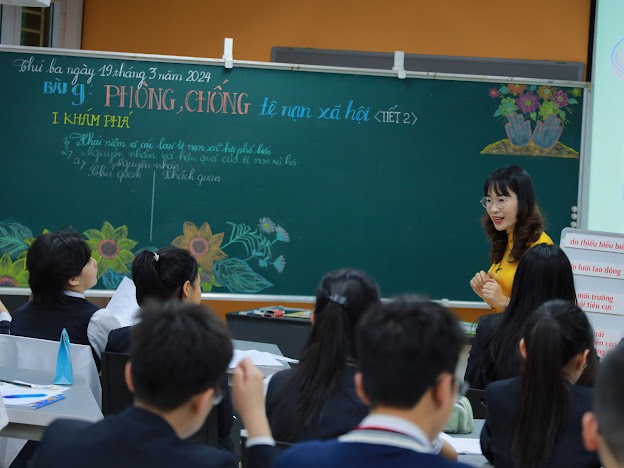 Thứ ba ngày 19 tháng 3 năm 2024
BÀI 9: PHÒNG, CHỐNG tệ nạn xã hội <TIẾT 2>
I KHÁM PHÁ
1/ Khái niệm và các loại tệ nạn xã hội phổ biến
2/ Nguyên nhân và hậu quả của tệ nạn xã hội
a, Nguyên nhân
Chủ quan Khách quan
do thiếu hiểu biế
lười lao động
môi trường
hội tiêu cực